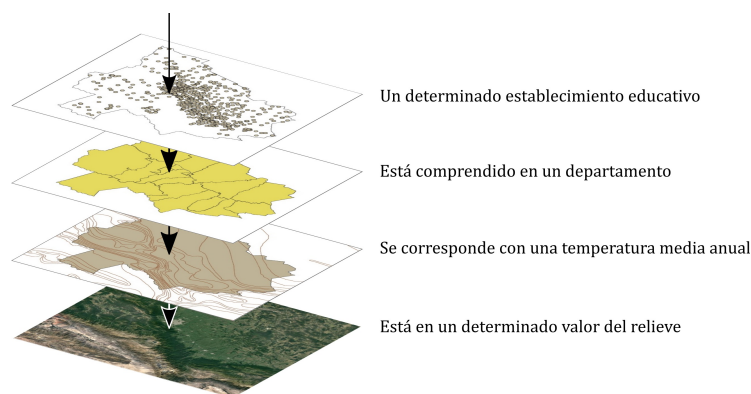 Un determinado establecimiento educativo
Está comprendido en un departamento
Se corresponde con una temperatura media anual
Está en un determinado valor del relieve